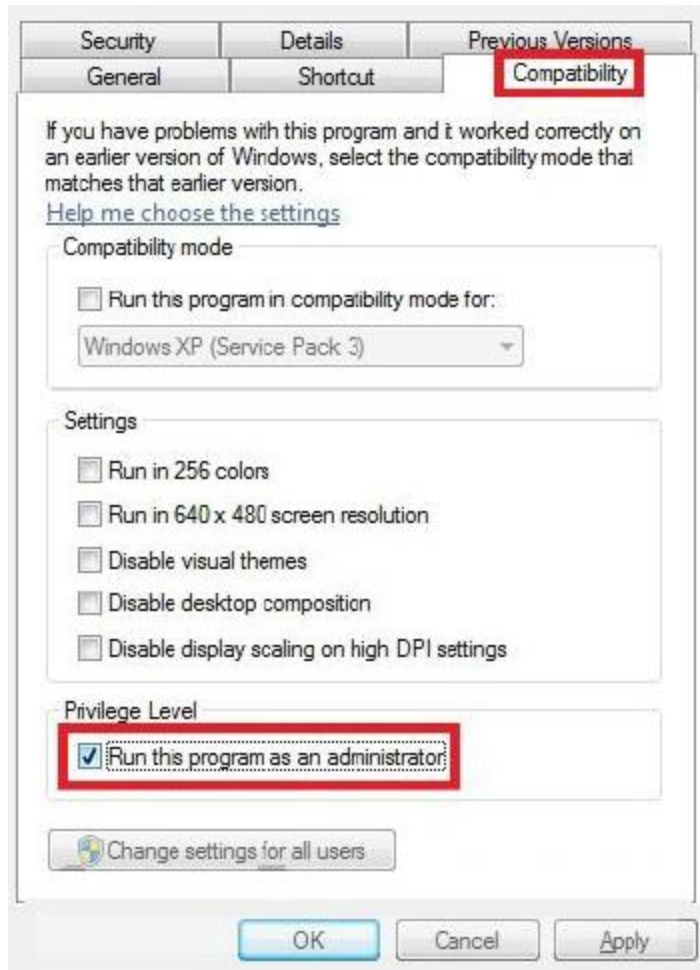 Security Details Previous Versions
General Shortcut Compatibility
If you have problems with this program and it worked correctly on
an earlier version of Windows, select the compatibility mode that
matches that earlier version.
Help me choose the settings
Compatibility mode
Run this program in compatibility mode for:
Windows XP (Service Pack 3)
Settings
Run in 256 colors
Run in 640 x 480 screen resolution
Disable visual themes
Disable desktop composition
Disable display scaling on high DPI settings
Privilege Level
Run this program as an administrator
Change settings for all users
OK Cancel Apply